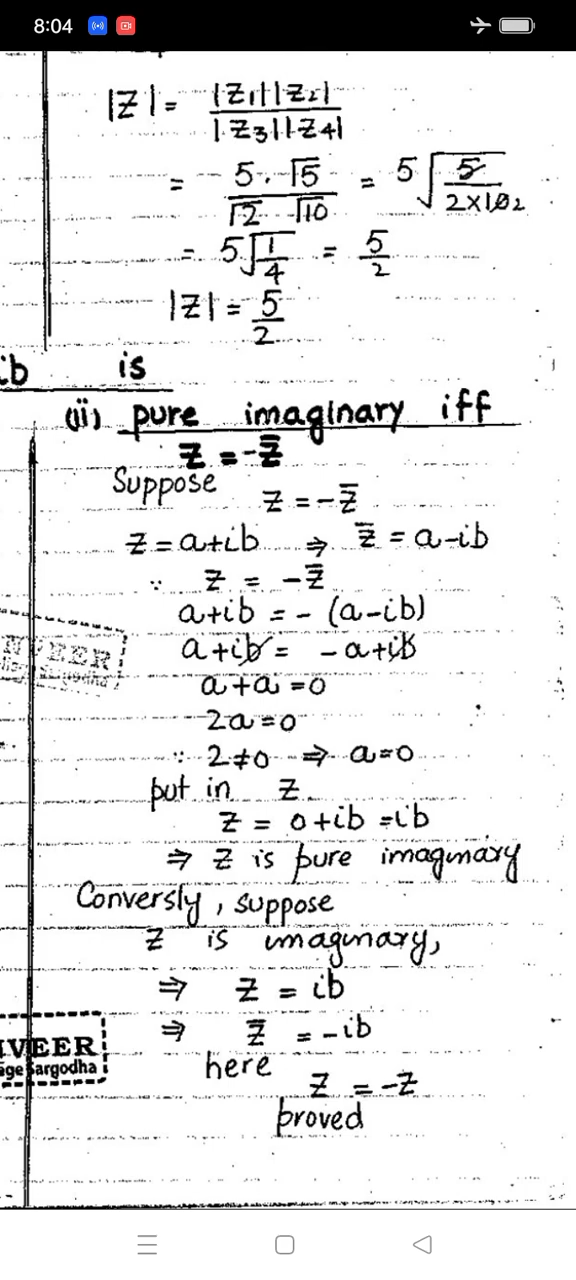 8:04
|Z| = |Z1||Z2| / |Z3||Z4|
= 5 . √5 / √2 √10 = 5 √ 5 / 2×10 2
= 5√ 1/4 = 5/2
|Z| = 5/2
ib is
(ii) pure imaginary iff
Z = -Z̅
Suppose Z = -Z̅
Z = a+ib ⇒ Z̅ = a-ib
∵ Z = -Z̅
a+ib = - (a-ib)
a+ib = -a+ib
a+a = 0
2a = 0
∵ 2≠0 ⇒ a=0
put in Z
Z = 0+ib = ib
⇒ Z is pure imaginary
Conversly, suppose
Z is imaginary,
⇒ Z = ib
⇒ Z̅ = -ib
here
Z = -Z
proved
VEER
Sargodha